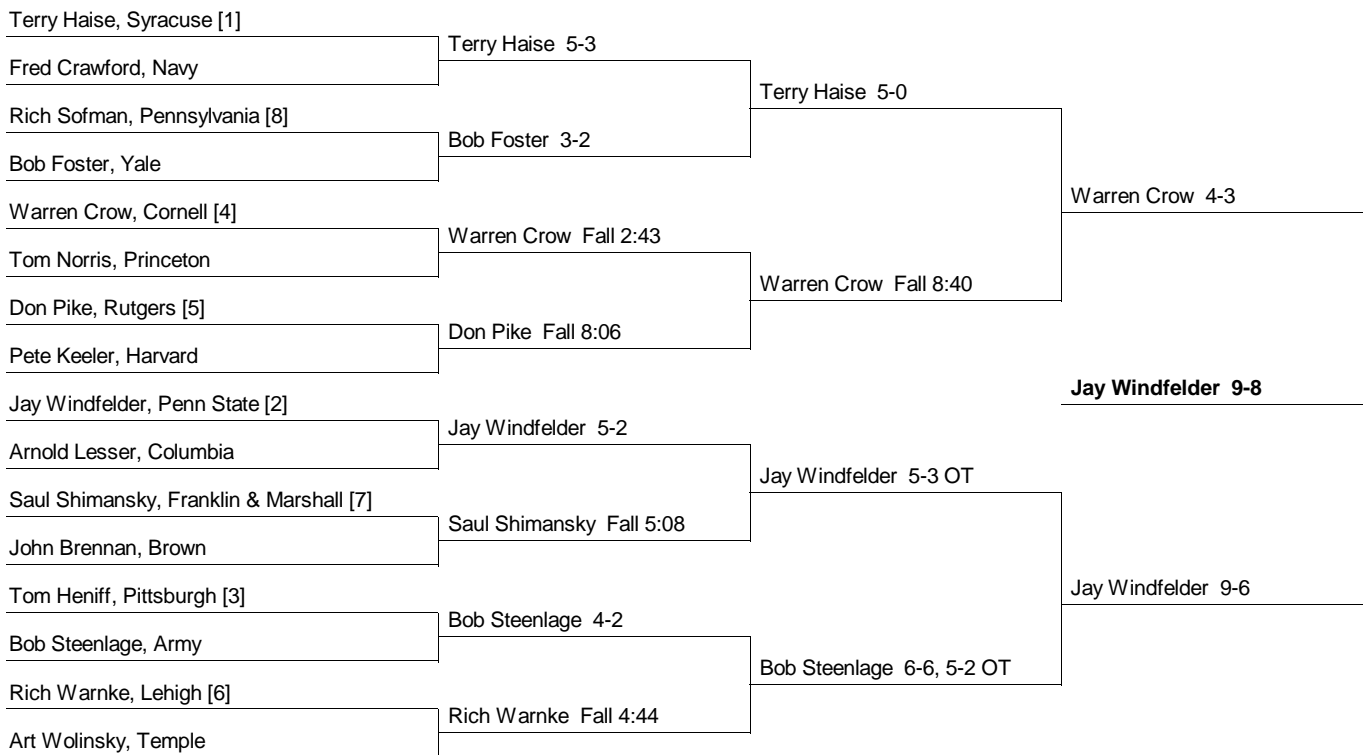 Terry Haise, Syracuse [1]
Terry Haise 5-3
Fred Crawford, Navy
Terry Haise 5-0
Rich Sofman, Pennsylvania [8]
Bob Foster 3-2
Bob Foster, Yale
Warren Crow 4-3
Warren Crow, Cornell [4]
Warren Crow Fall 2:43
Tom Norris, Princeton
Warren Crow Fall 8:40
Don Pike, Rutgers [5]
Don Pike Fall 8:06
Pete Keeler, Harvard
Jay Windfelder 9-8
Jay Windfelder, Penn State [2]
Jay Windfelder 5-2
Arnold Lesser, Columbia
Jay Windfelder 5-3 OT
Saul Shimansky, Franklin & Marshall [7]
Saul Shimansky Fall 5:08
John Brennan, Brown
Jay Windfelder 9-6
Tom Heniff, Pittsburgh [3]
Bob Steenlage 4-2
Bob Steenlage, Army
Bob Steenlage 6-6, 5-2 OT
Rich Warnke, Lehigh [6]
Rich Warnke Fall 4:44
Art Wolinsky, Temple